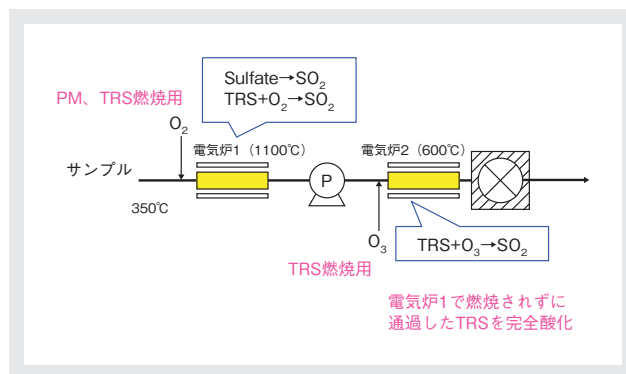 Sulfate→SO₂
TRS+O₂→SO₂
PM、TRS燃焼用
O₂
電気炉1（1100℃）
電気炉2（600℃）
サンプル
P
350℃
O₃
TRS+O₃→SO₂
TRS燃焼用
電気炉1で燃焼されずに
通過したTRSを完全酸化